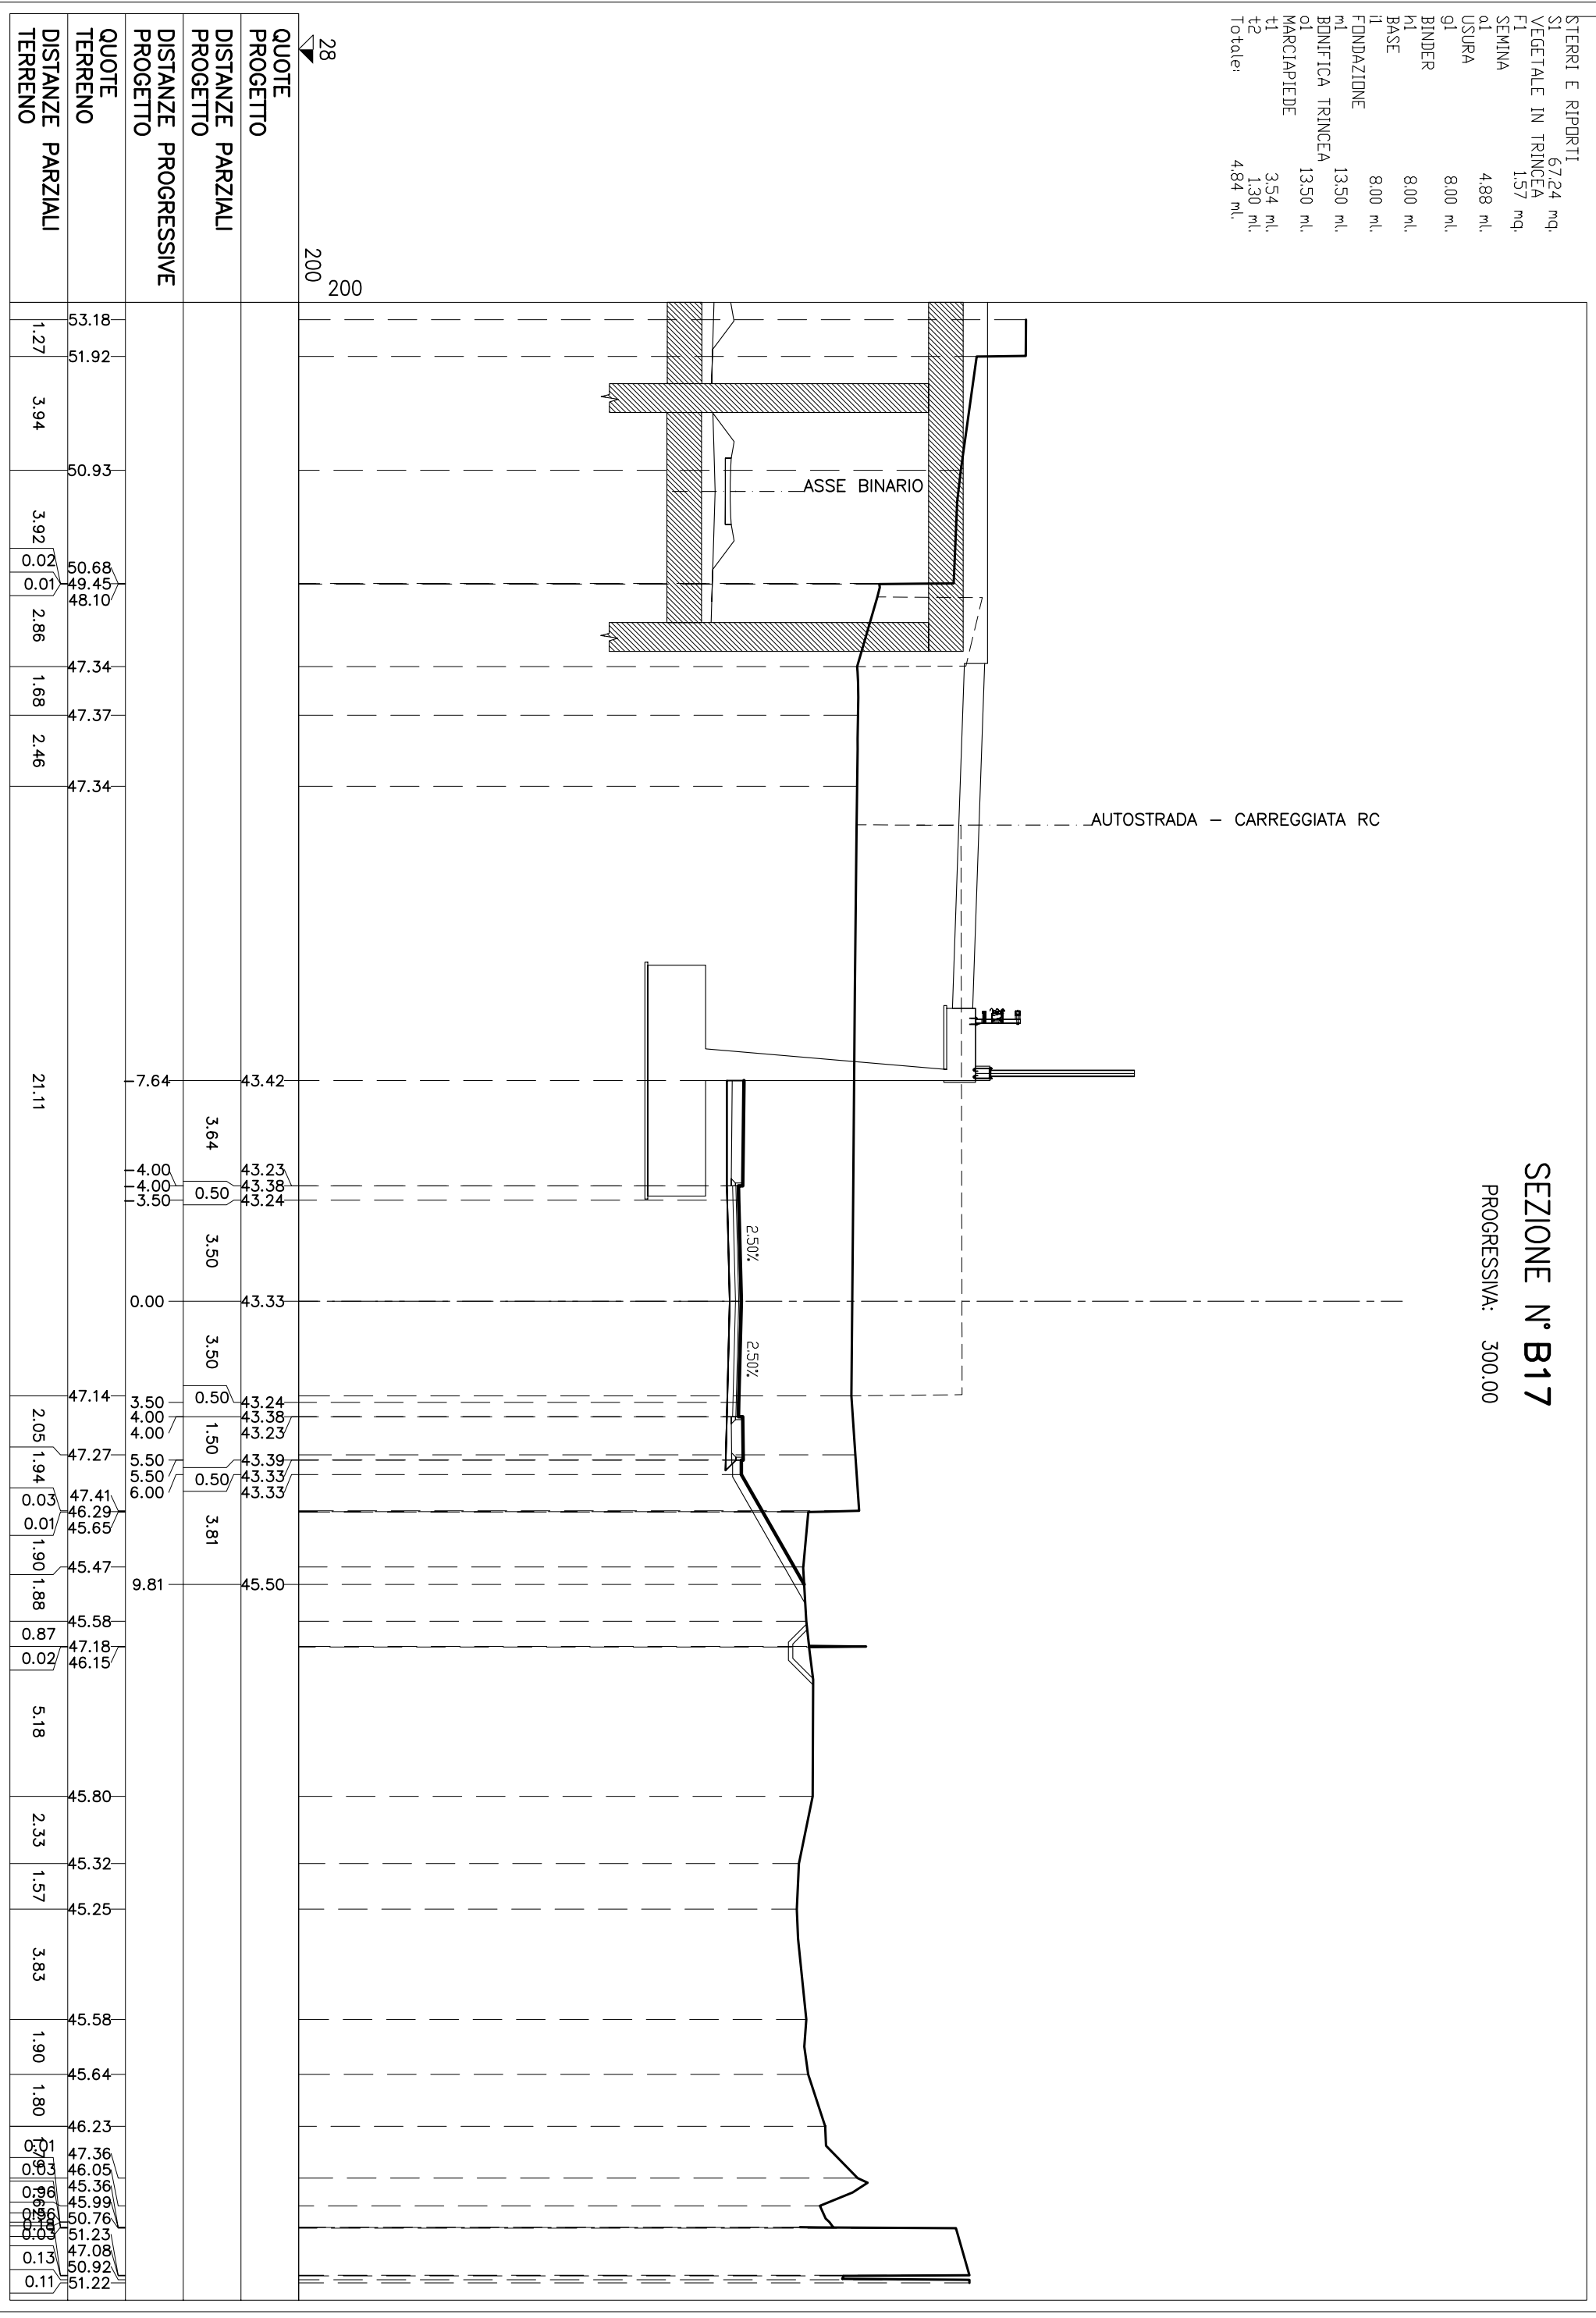 SEZIONE N° B17
PROGRESSIVA: 300.00
STERRI E RIPORTI
S1 67.24 mq.
VEGETALE IN TRINCEA
F1 1.57 mq.
SEMINA
q1 4.88 ml.
USURA
g1 8.00 ml.
BINDER
h1 8.00 ml.
BASE
i1 8.00 ml.
FONDAZIONE
m1 13.50 ml.
BONIFICA TRINCEA
o1 13.50 ml.
MARCIAPIEDE
t1 3.54 ml.
t2 1.30 ml.
Totale: 4.84 ml.
ASSE BINARIO
AUTOSTRADA – CARREGGIATA RC
2.50% 2.50%
28
200
200
QUOTE PROGETTO
43.42 43.23 43.38 43.24 43.33 43.24 43.38 43.23 43.39 43.33 43.33 45.50
DISTANZE PARZIALI PROGETTO
3.64 0.50 3.50 3.50 0.50 1.50 0.50 3.81
DISTANZE PROGRESSIVE PROGETTO
-7.64 -4.00 -4.00 -3.50 0.00 3.50 4.00 4.00 5.50 5.50 6.00 9.81
QUOTE TERRENO
53.18 51.92 50.93 50.68 49.45 48.10 47.34 47.37 47.34 47.14 47.27 47.41 46.29 45.65 45.47 45.58 47.18 46.15 45.80 45.32 45.25 45.58 45.64 46.23 47.36 46.05 45.36 45.99 50.76 51.23 47.08 50.92 51.22
DISTANZE PARZIALI TERRENO
1.27 3.94 3.92 0.02 0.01 2.86 1.68 2.46 21.11 2.05 1.94 0.03 0.01 1.90 1.88 0.87 0.02 5.18 2.33 1.57 3.83 1.90 1.80 0.01 1.79 0.03 0.96 0.03 0.13 0.11